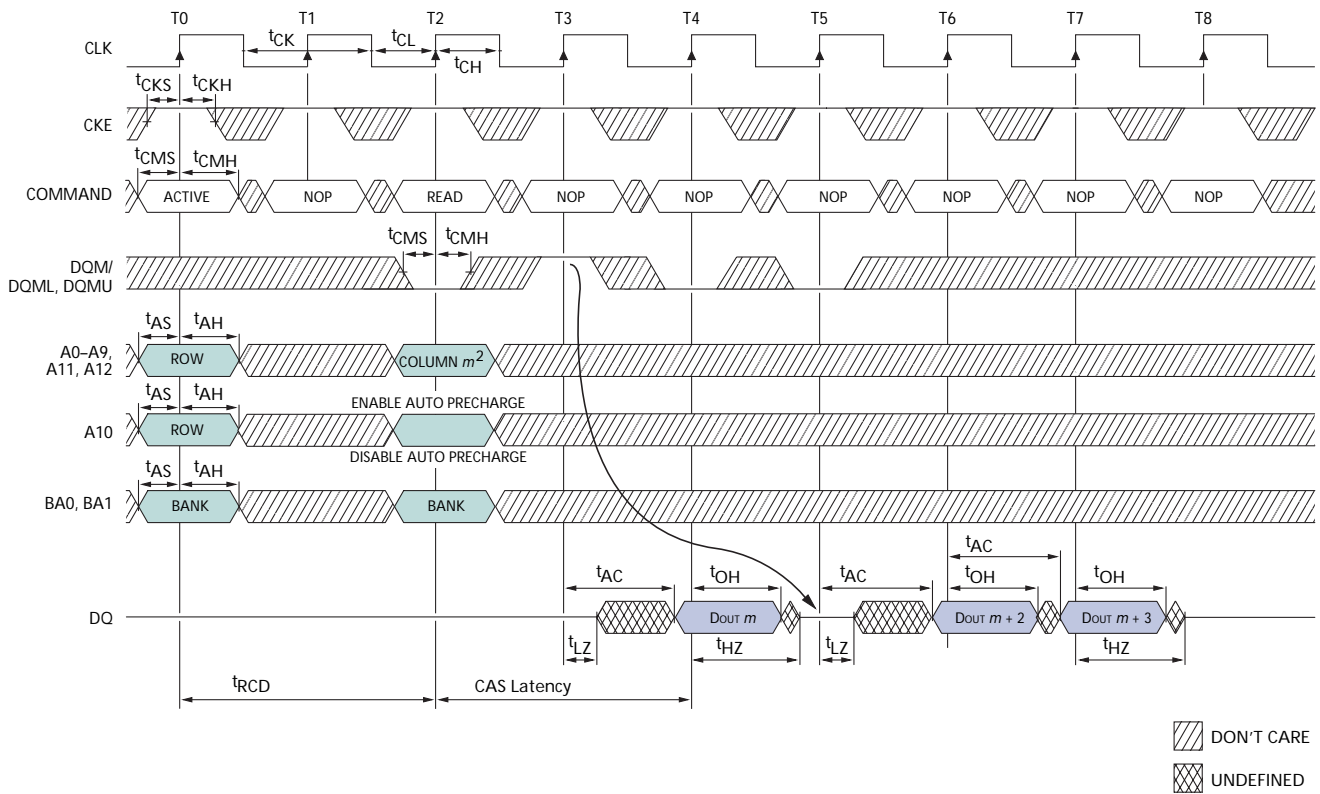 T0 T1 T2 T3 T4 T5 T6 T7 T8
CLK
tCK tCL
tCH
tCKS tCKH
CKE
tCMS tCMH
COMMAND
ACTIVE NOP READ NOP NOP NOP NOP NOP NOP
tCMS tCMH
DQM/
DQML, DQMU
tAS tAH
A0–A9,
A11, A12
ROW COLUMN m2
tAS tAH
ENABLE AUTO PRECHARGE
A10
ROW
DISABLE AUTO PRECHARGE
tAS tAH
BA0, BA1
BANK BANK
tAC
tAC tOH tAC tOH tOH
DQ
DOUT m DOUT m + 2 DOUT m + 3
tLZ tHZ tLZ tHZ
tRCD CAS Latency
DON'T CARE
UNDEFINED